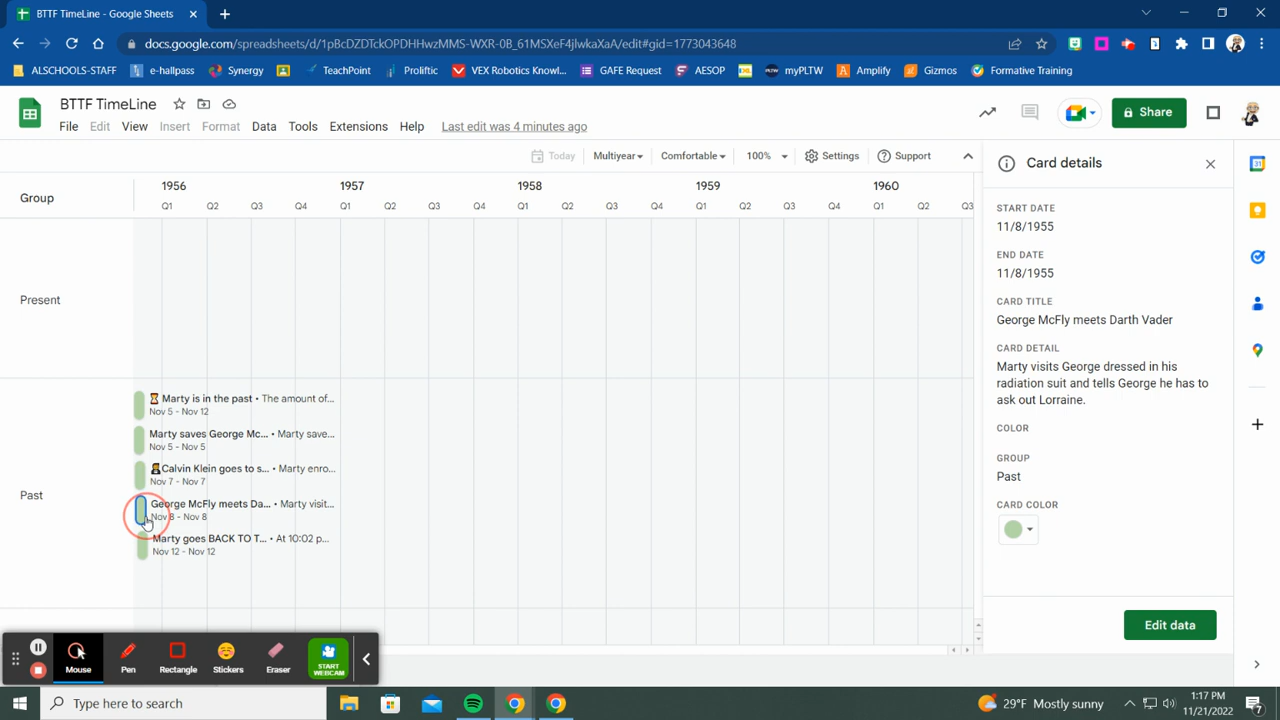 BTTF TimeLine - Google Sheets
docs.google.com/spreadsheets/d/1pBcDZDTckOPDHHwzMMS-WXR-0B_61MSXeF4jlwkaXaA/edit#gid=1773043648
ALSCHOOLS-STAFF
e-hallpass
Synergy
TeachPoint
Proliftic
VEX Robotics Knowl...
GAFE Request
AESOP
myPLTW
Amplify
Gizmos
Formative Training
BTTF TimeLine
File Edit View Insert Format Data Tools Extensions Help Last edit was 4 minutes ago
Share
Today Multiyear Comfortable 100% Settings Support
Group
1956 1957 1958 1959 1960
Q1 Q2 Q3 Q4 Q1 Q2 Q3 Q4 Q1 Q2 Q3 Q4 Q1 Q2 Q3 Q4 Q1 Q2 Q3
Present
Past
Marty is in the past • The amount of...
Nov 5 - Nov 12
Marty saves George Mc... • Marty save...
Nov 5 - Nov 5
Calvin Klein goes to s... • Marty enro...
Nov 7 - Nov 7
George McFly meets Da... • Marty visit...
Nov 8 - Nov 8
Marty goes BACK TO T... • At 10:02 p...
Nov 12 - Nov 12
Card details
START DATE
11/8/1955
END DATE
11/8/1955
CARD TITLE
George McFly meets Darth Vader
CARD DETAIL
Marty visits George dressed in his
radiation suit and tells George he has to
ask out Lorraine.
COLOR
GROUP
Past
CARD COLOR
Edit data
Mouse Pen Rectangle Stickers Eraser
START
WEBCAM
Type here to search
29°F Mostly sunny
1:17 PM
11/21/2022
7